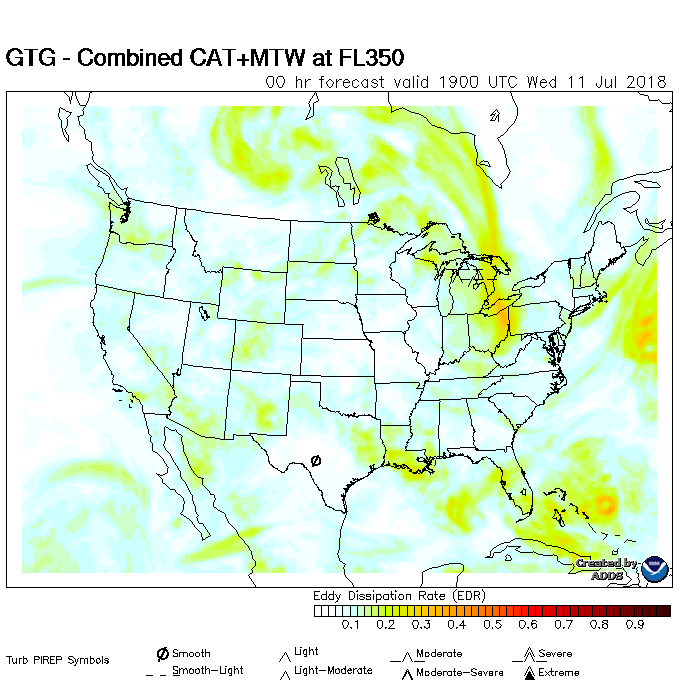 GTG - Combined CAT+MTW at FL350
00 hr forecast valid 1900 UTC Wed 11 Jul 2018
Created by
ADDS
Eddy Dissipation Rate (EDR)
0.1 0.2 0.3 0.4 0.5 0.6 0.7 0.8 0.9
Turb PIREP Symbols
Smooth Light Moderate Severe
Smooth-Light Light-Moderate Moderate-Severe Extreme